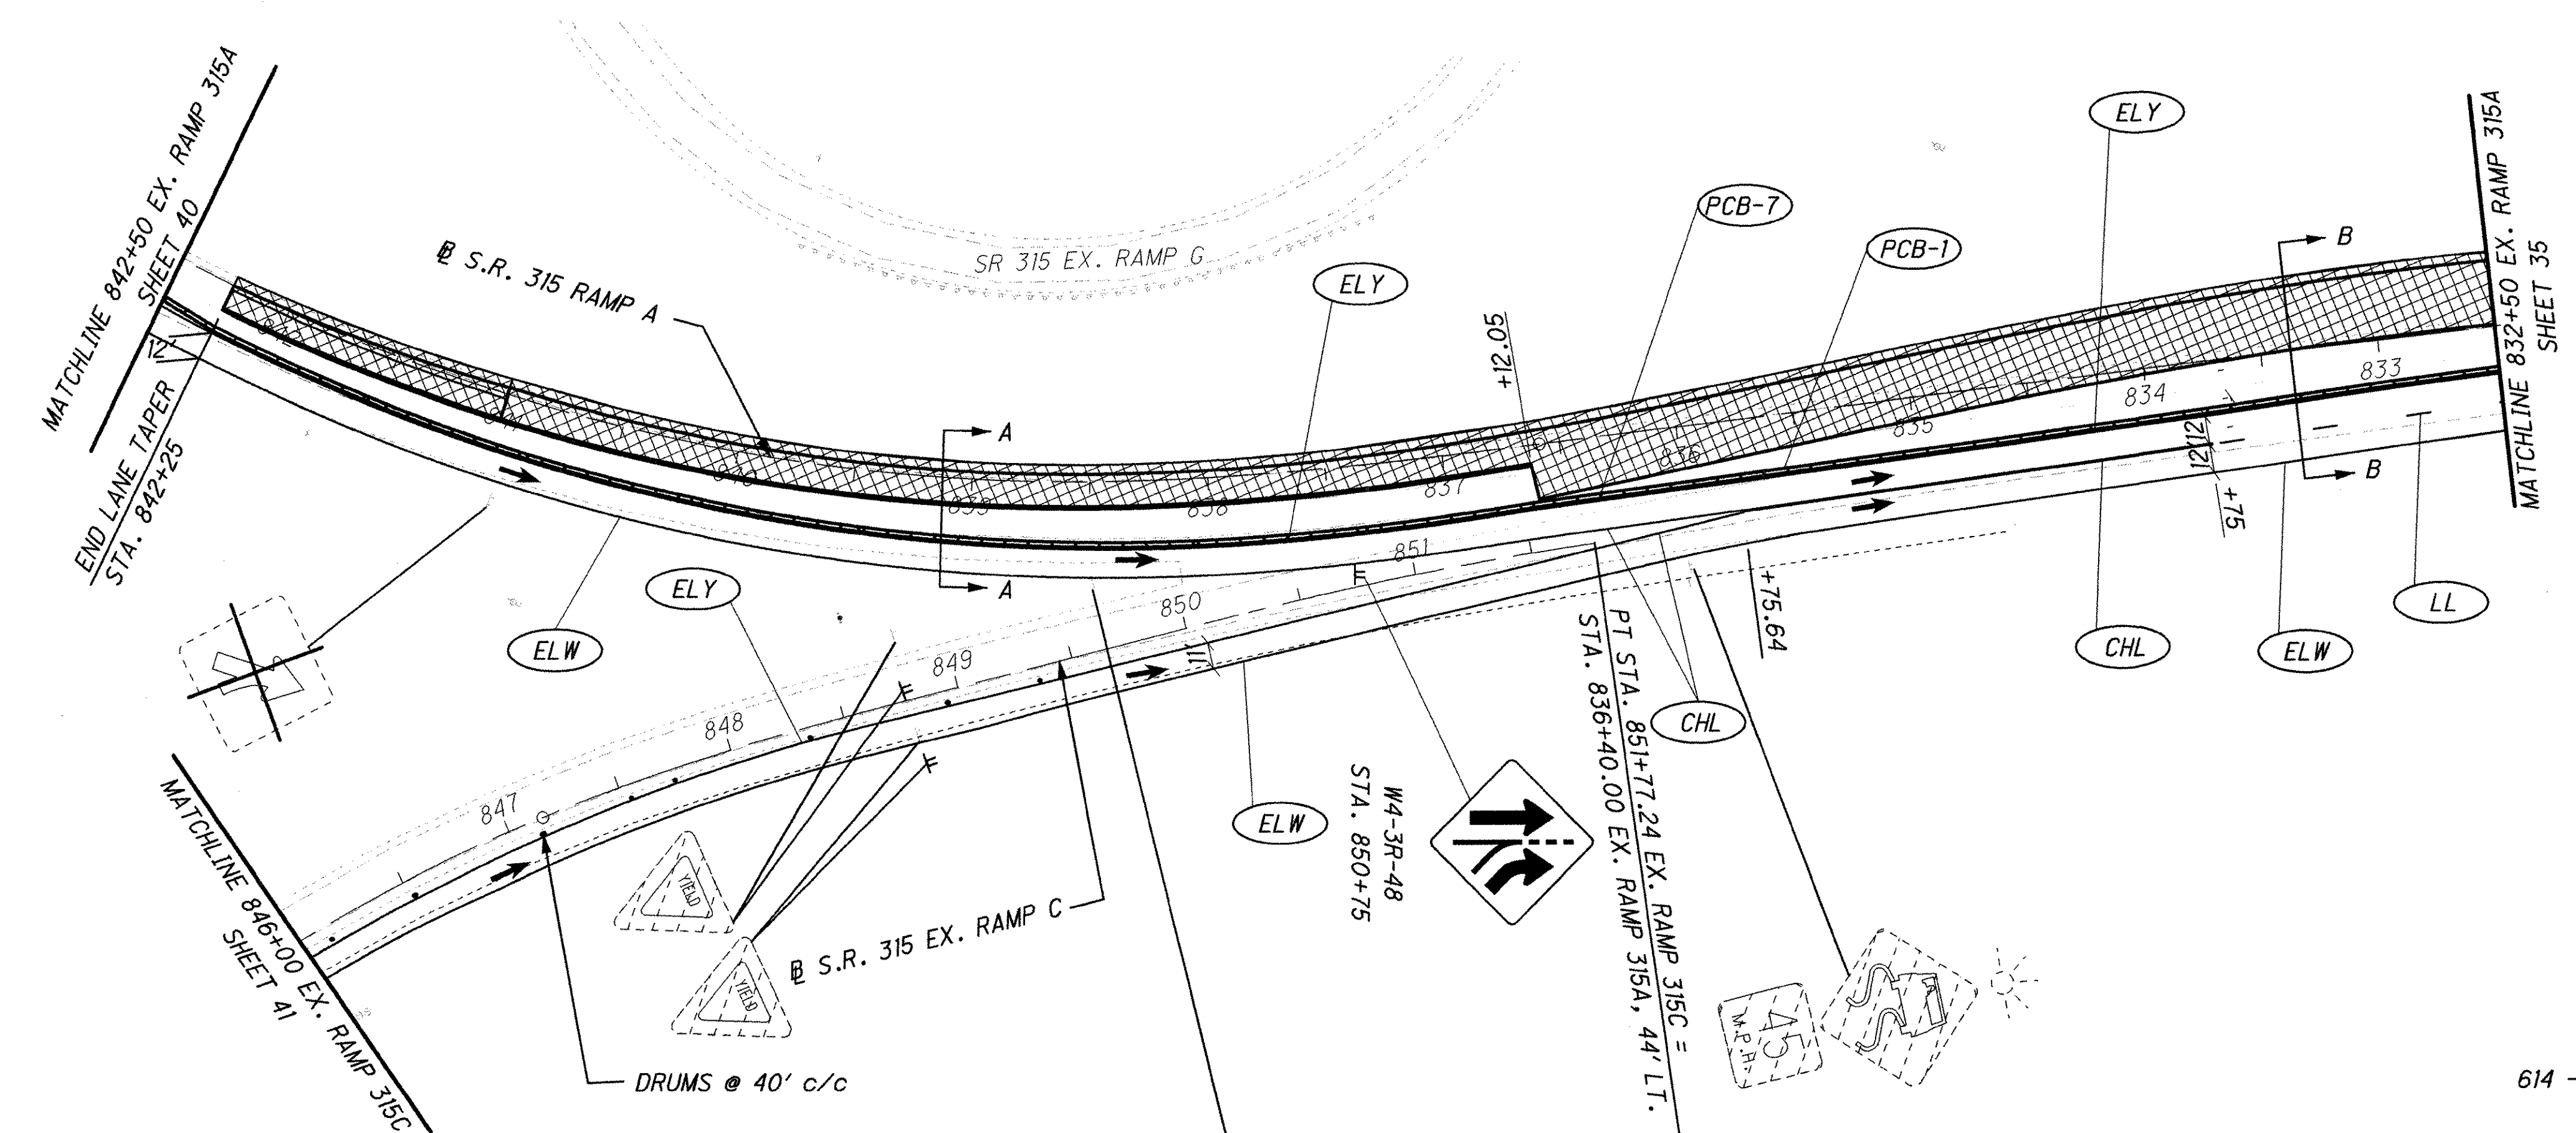 MATCHLINE 842+50 EX. RAMP 315A
SHEET 40
12'
END LANE TAPER
STA. 842+25
℄ S.R. 315 RAMP A
SR 315 EX. RAMP G
A
A
ELY
+12.05
PCB-7
PCB-1
ELY
B
B
MATCHLINE 832+50 EX. RAMP 315A
SHEET 35
840
839
838
837
836
835
834
833
12'
12'
+75
ELW
ELY
847
848
849
850
851
11'
ELW
CHL
+75.64
CHL
ELW
LL
MATCHLINE 846+00 EX. RAMP 315C
SHEET 41
YIELD
YIELD
℄ S.R. 315 EX. RAMP C
DRUMS @ 40' c/c
W4-3R-48
STA. 850+75
PT STA. 851+77.24 EX. RAMP 315C =
STA. 836+40.00 EX. RAMP 315A, 44' LT.
45
M.P.H.
614 -